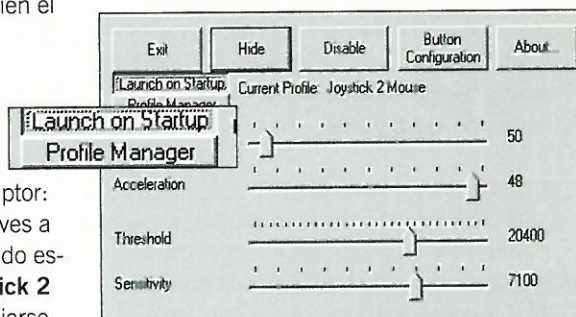 ien el
ptor:
ves a
do es-
ick 2
iarse
Exit Hide Disable Button Configuration About...
Launch on Startup Current Profile: Joystick 2 Mouse
Profile Manager
Launch on Startup
Profile Manager
50
Acceleration 48
Threshold 20400
Sensitivity 7100